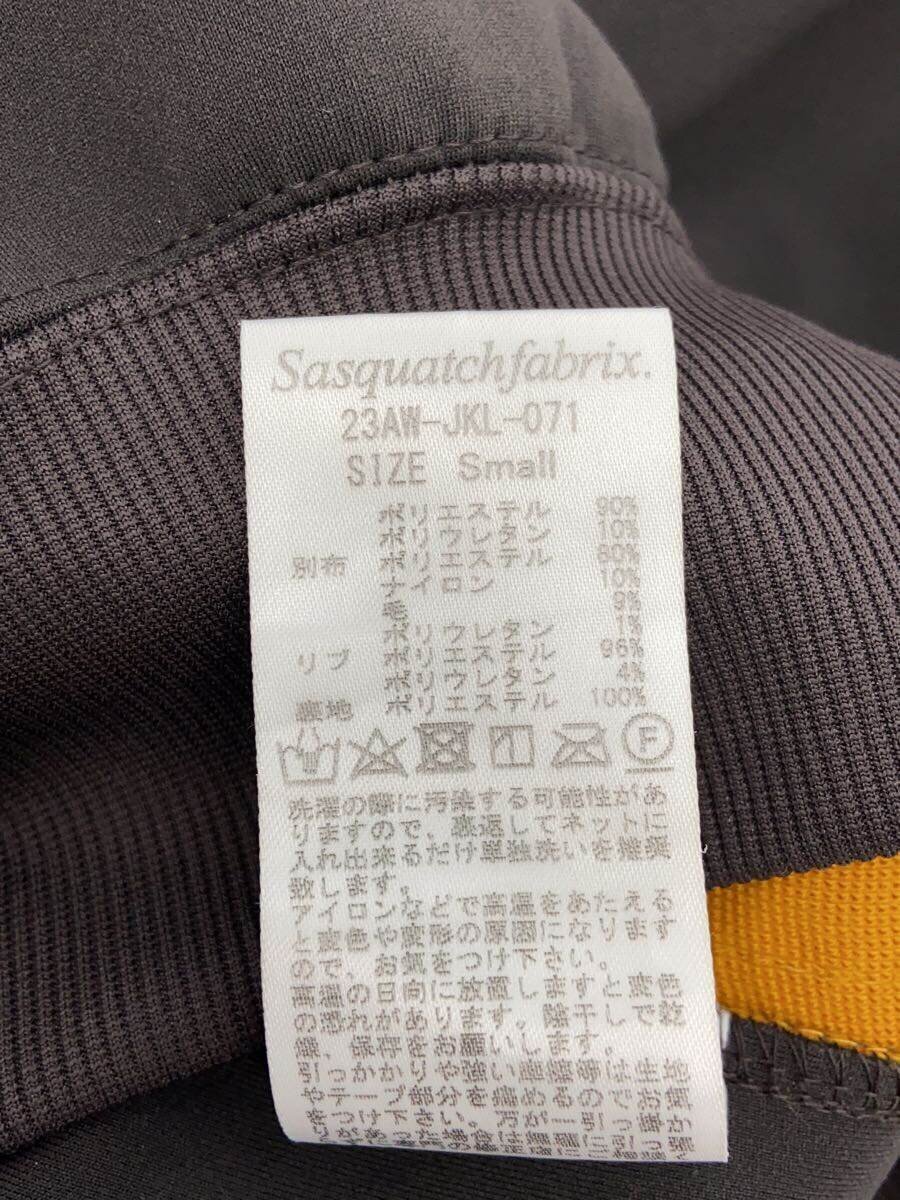 Sasquatchfabrix.
23AW-JKL-071
SIZE Small
ポリエステル 90%
ポリウレタン 10%
別布 ポリエステル 80%
ナイロン 10%
毛 9%
ポリウレタン 1%
リブ ポリエステル 96%
ポリウレタン 4%
裏地 ポリエステル 100%
F
洗濯の際に汚染する可能性があ
りますので、裏返してネットに
入れ出来るだけ単独洗いを推奨
致します。
アイロンなどで高温をあたえる
と変色や変形の原因になります
ので、お気をつけ下さい。
高温の日向に放置しますと変色
の恐れがあります。陰干しで乾
燥、保存をお願いします。
引っかかりや強い摩擦等は生地
やテープ部分を痛めるのでお気
をつけ下さい。万が一引っ掛か